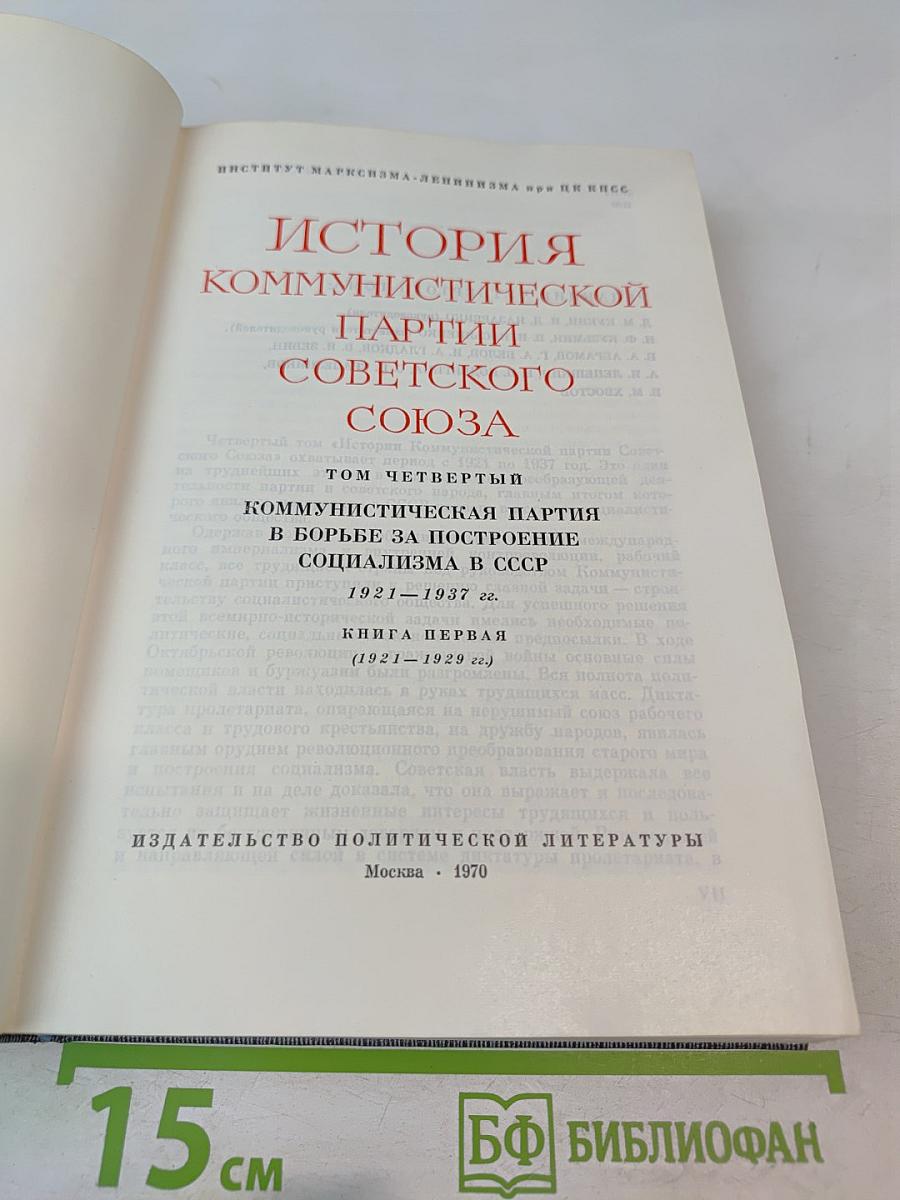 ИНСТИТУТ МАРКСИЗМА-ЛЕНИНИЗМА при ЦК КПСС
ИСТОРИЯ
КОММУНИСТИЧЕСКОЙ
ПАРТИИ
СОВЕТСКОГО
СОЮЗА
ТОМ ЧЕТВЕРТЫЙ
КОММУНИСТИЧЕСКАЯ ПАРТИЯ
В БОРЬБЕ ЗА ПОСТРОЕНИЕ
СОЦИАЛИЗМА В СССР
1921—1937 гг.
КНИГА ПЕРВАЯ
(1921—1929 гг.)
ИЗДАТЕЛЬСТВО ПОЛИТИЧЕСКОЙ ЛИТЕРАТУРЫ
Москва · 1970
15 см
БФ БИБЛИОФАН